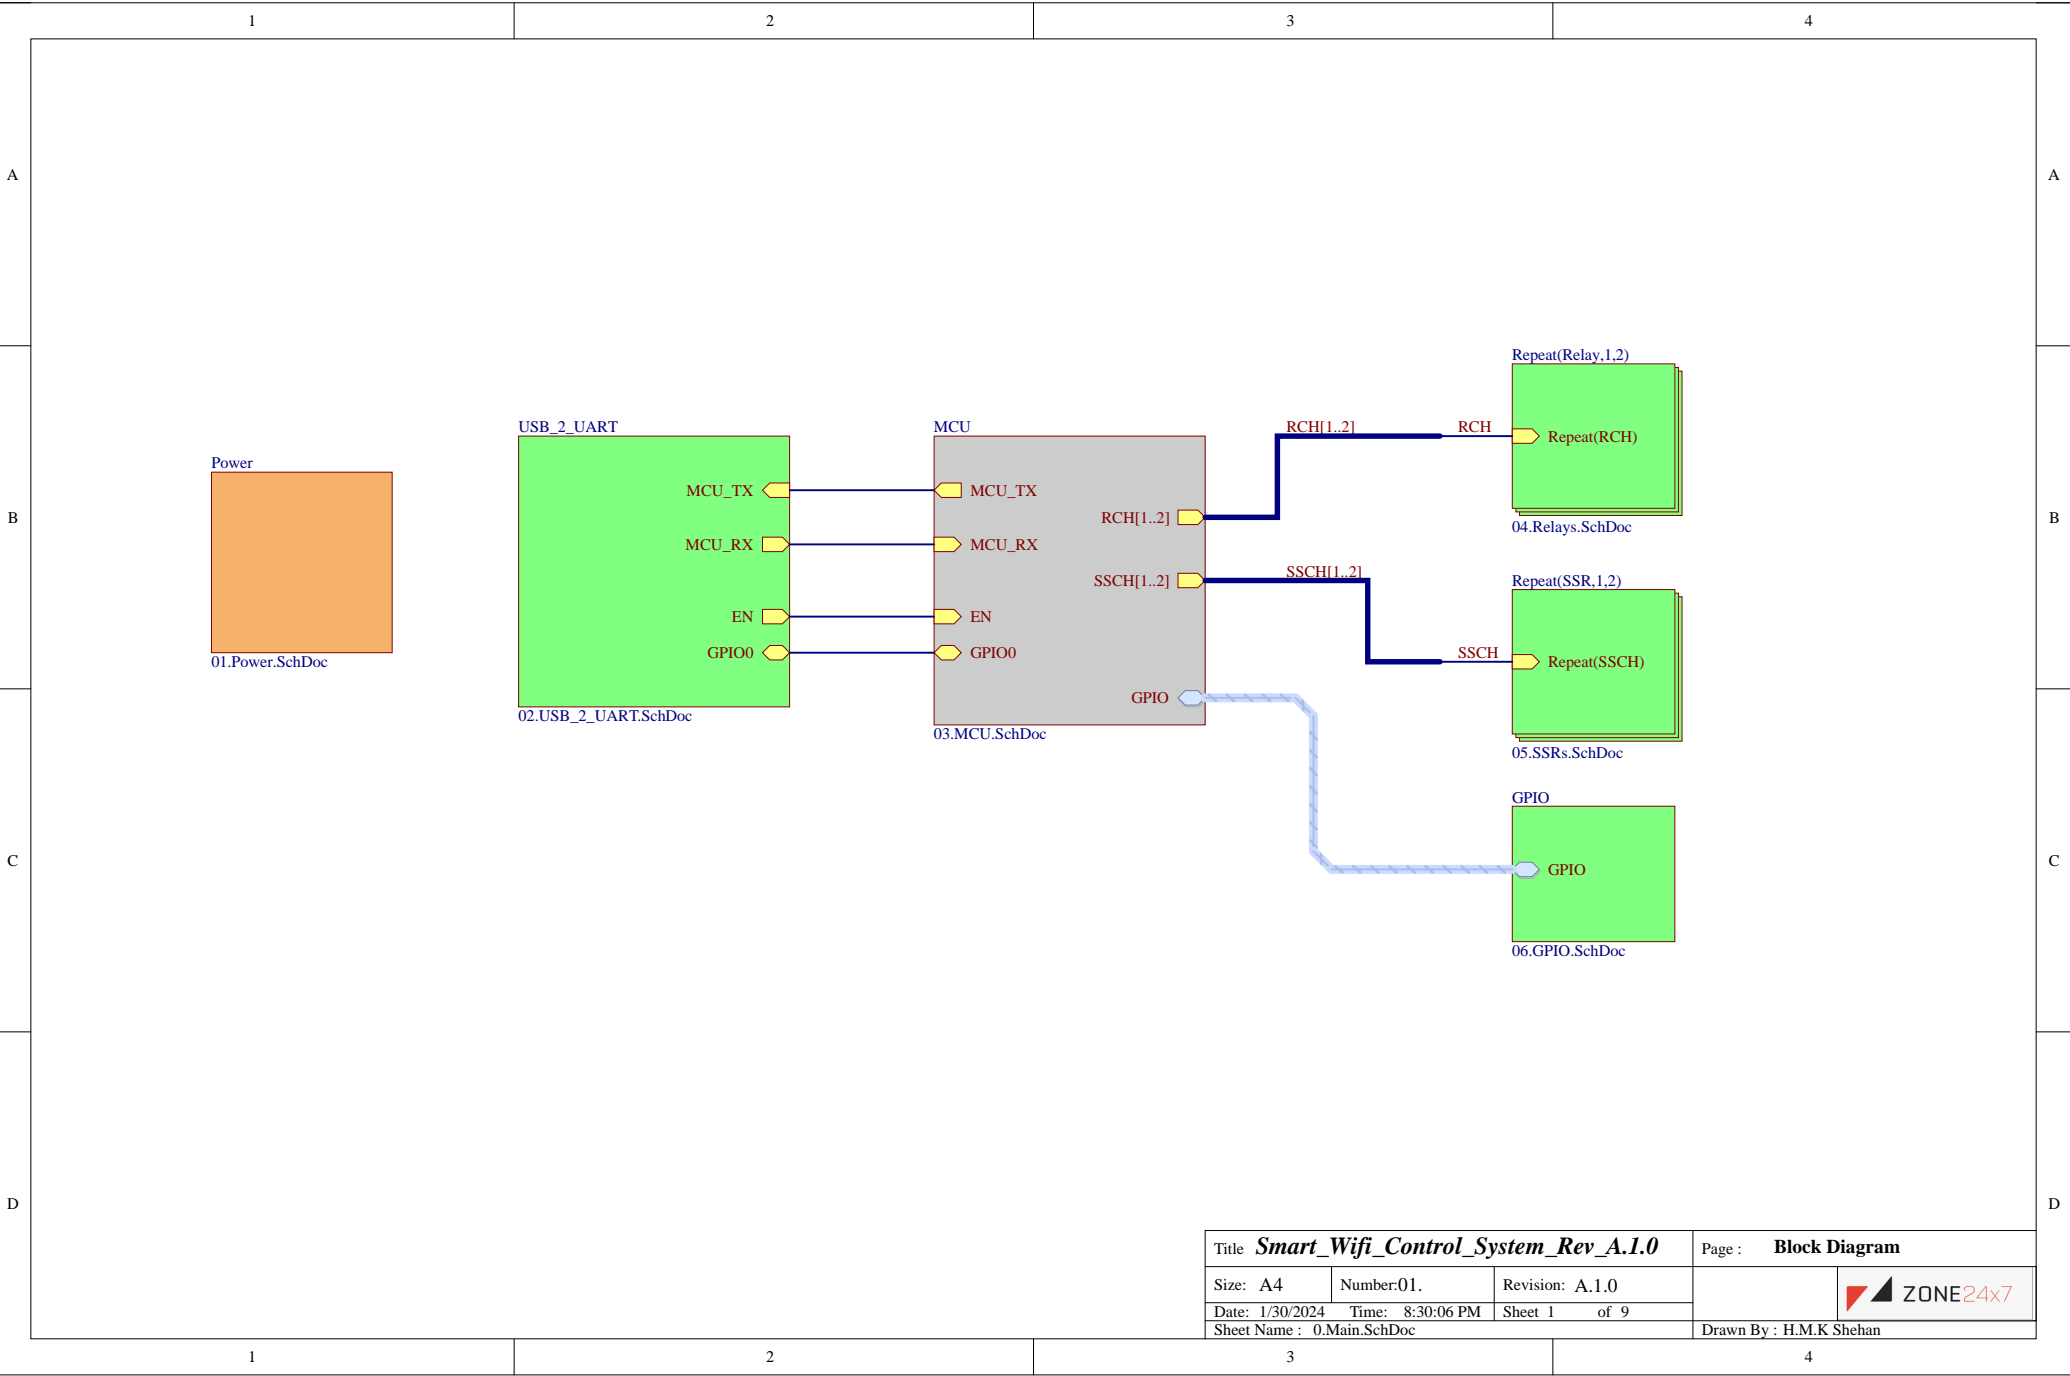 1 2 3 4
A A
Repeat(Relay,1,2)
Repeat(RCH)
04.Relays.SchDoc
USB_2_UART
MCU_TX
MCU_RX
EN
GPIO0
02.USB_2_UART.SchDoc
MCU
MCU_TX
MCU_RX
EN
GPIO0
RCH[1..2]
SSCH[1..2]
GPIO
03.MCU.SchDoc
RCH[1..2]
RCH
SSCH[1..2]
SSCH
Power
01.Power.SchDoc
B B
Repeat(SSR,1,2)
Repeat(SSCH)
05.SSRs.SchDoc
GPIO
GPIO
06.GPIO.SchDoc
C C
D D
Title Smart_Wifi_Control_System_Rev_A.1.0
Page : Block Diagram
Size: A4 Number:01. Revision: A.1.0
ZONE24x7
Date: 1/30/2024 Time: 8:30:06 PM Sheet 1 of 9
Sheet Name : 0.Main.SchDoc
Drawn By : H.M.K Shehan
1 2 3 4